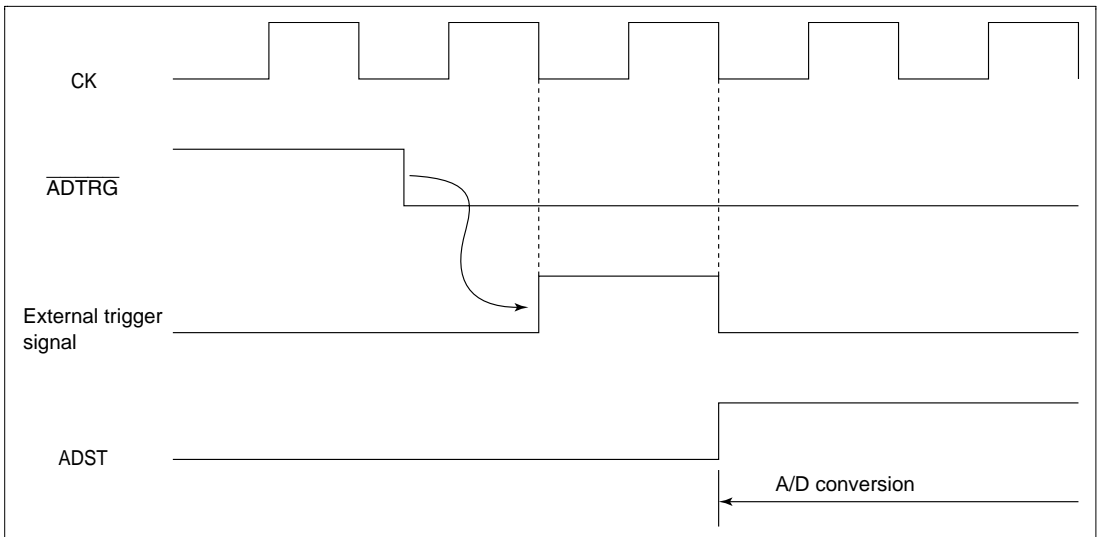 CK
ADTRG
External trigger
signal
ADST
A/D conversion